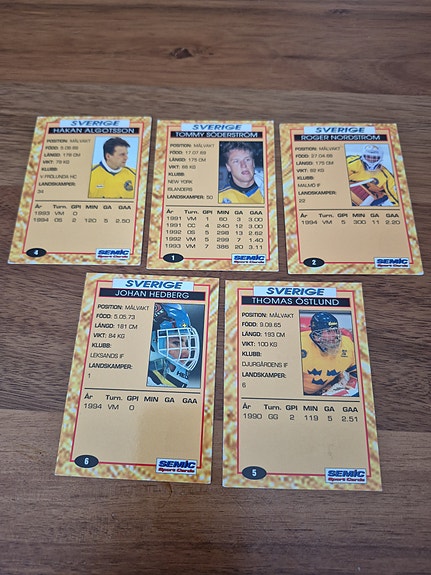 SVERIGE
HÅKAN ALGOTSSON
POSITION: MÅLVAKT
FÖDD: 5.08.66
LÄNGD: 178 CM
VIKT: 79 KG
KLUBB:
V FRÖLUNDA HC
LANDSKAMPER:
34
År Turn. GPI MIN GA GAA
1993 VM 0
1994 OS 2 120 5 2.50
4
SEMIC
Sport Cards
SVERIGE
TOMMY SÖDERSTRÖM
POSITION: MÅLVAKT
FÖDD: 17.07.69
LÄNGD: 175 CM
VIKT: 66 KG
KLUBB:
NEW YORK
ISLANDERS
LANDSKAMPER: 50
År Turn. GPI MIN GA GAA
1991 VM 1 60 3 3.00
1991 CC 4 240 12 3.00
1992 OS 5 298 13 2.62
1992 VM 5 299 7 1.40
1993 VM 7 386 20 3.11
1
SEMIC
Sport Cards
SVERIGE
ROGER NORDSTRÖM
POSITION: MÅLVAKT
FÖDD: 27.04.66
LÄNGD: 175 CM
VIKT: 69 KG
KLUBB:
MALMÖ IF
LANDSKAMPER:
22
År Turn. GPI MIN GA GAA
1994 VM 5 300 11 2.20
2
SEMIC
Sport Cards
SVERIGE
JOHAN HEDBERG
POSITION: MÅLVAKT
FÖDD: 5.05.73
LÄNGD: 181 CM
VIKT: 84 KG
KLUBB:
LEKSANDS IF
LANDSKAMPER:
1
År Turn. GPI MIN GA GAA
1994 VM 0
6
SEMIC
Sport Cards
SVERIGE
THOMAS ÖSTLUND
POSITION: MÅLVAKT
FÖDD: 9.09.65
LÄNGD: 193 CM
VIKT: 100 KG
KLUBB:
DJURGÅRDENS IF
LANDSKAMPER:
6
År Turn. GPI MIN GA GAA
1990 GG 2 119 5 2.51
5
SEMIC
Sport Cards